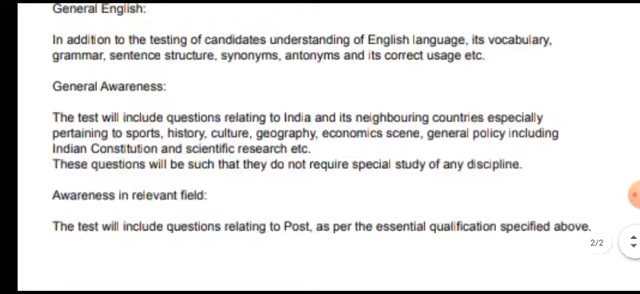 General English:
In addition to the testing of candidates understanding of English language, its vocabulary,
grammar, sentence structure, synonyms, antonyms and its correct usage etc.
General Awareness:
The test will include questions relating to India and its neighbouring countries especially
pertaining to sports, history, culture, geography, economics scene, general policy including
Indian Constitution and scientific research etc.
These questions will be such that they do not require special study of any discipline.
Awareness in relevant field:
The test will include questions relating to Post, as per the essential qualification specified above.
2/2